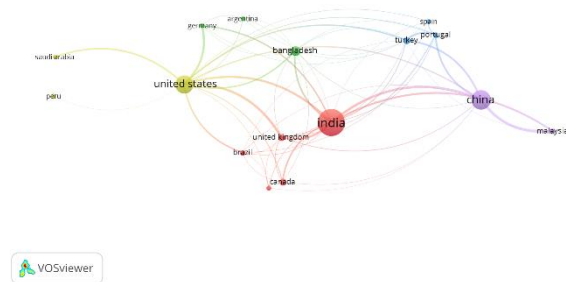 argentina
germany
spain
portugal
turkey
bangladesh
saudi arabia
united states
peru
china
india
malaysia
united kingdom
brazil
canada
VOSviewer